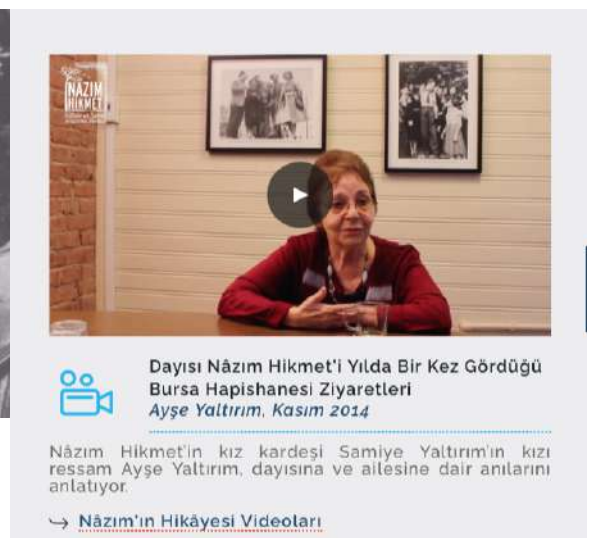 NÂZIM
HİKMET
Dayısı Nâzım Hikmet'i Yılda Bir Kez Gördüğü
Bursa Hapishanesi Ziyaretleri
Ayşe Yaltırım, Kasım 2014
Nâzım Hikmet'in kız kardeşi Samiye Yaltırım'ın kızı
ressam Ayşe Yaltırım, dayısına ve ailesine dair anılarını
anlatıyor.
Nâzım'ın Hikâyesi Videoları